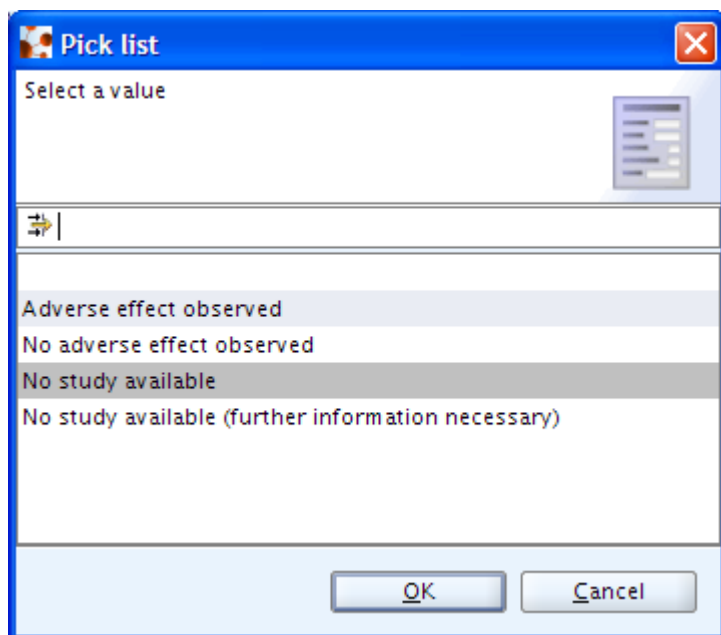 Pick list
Select a value
Adverse effect observed
No adverse effect observed
No study available
No study available (further information necessary)
OK
Cancel